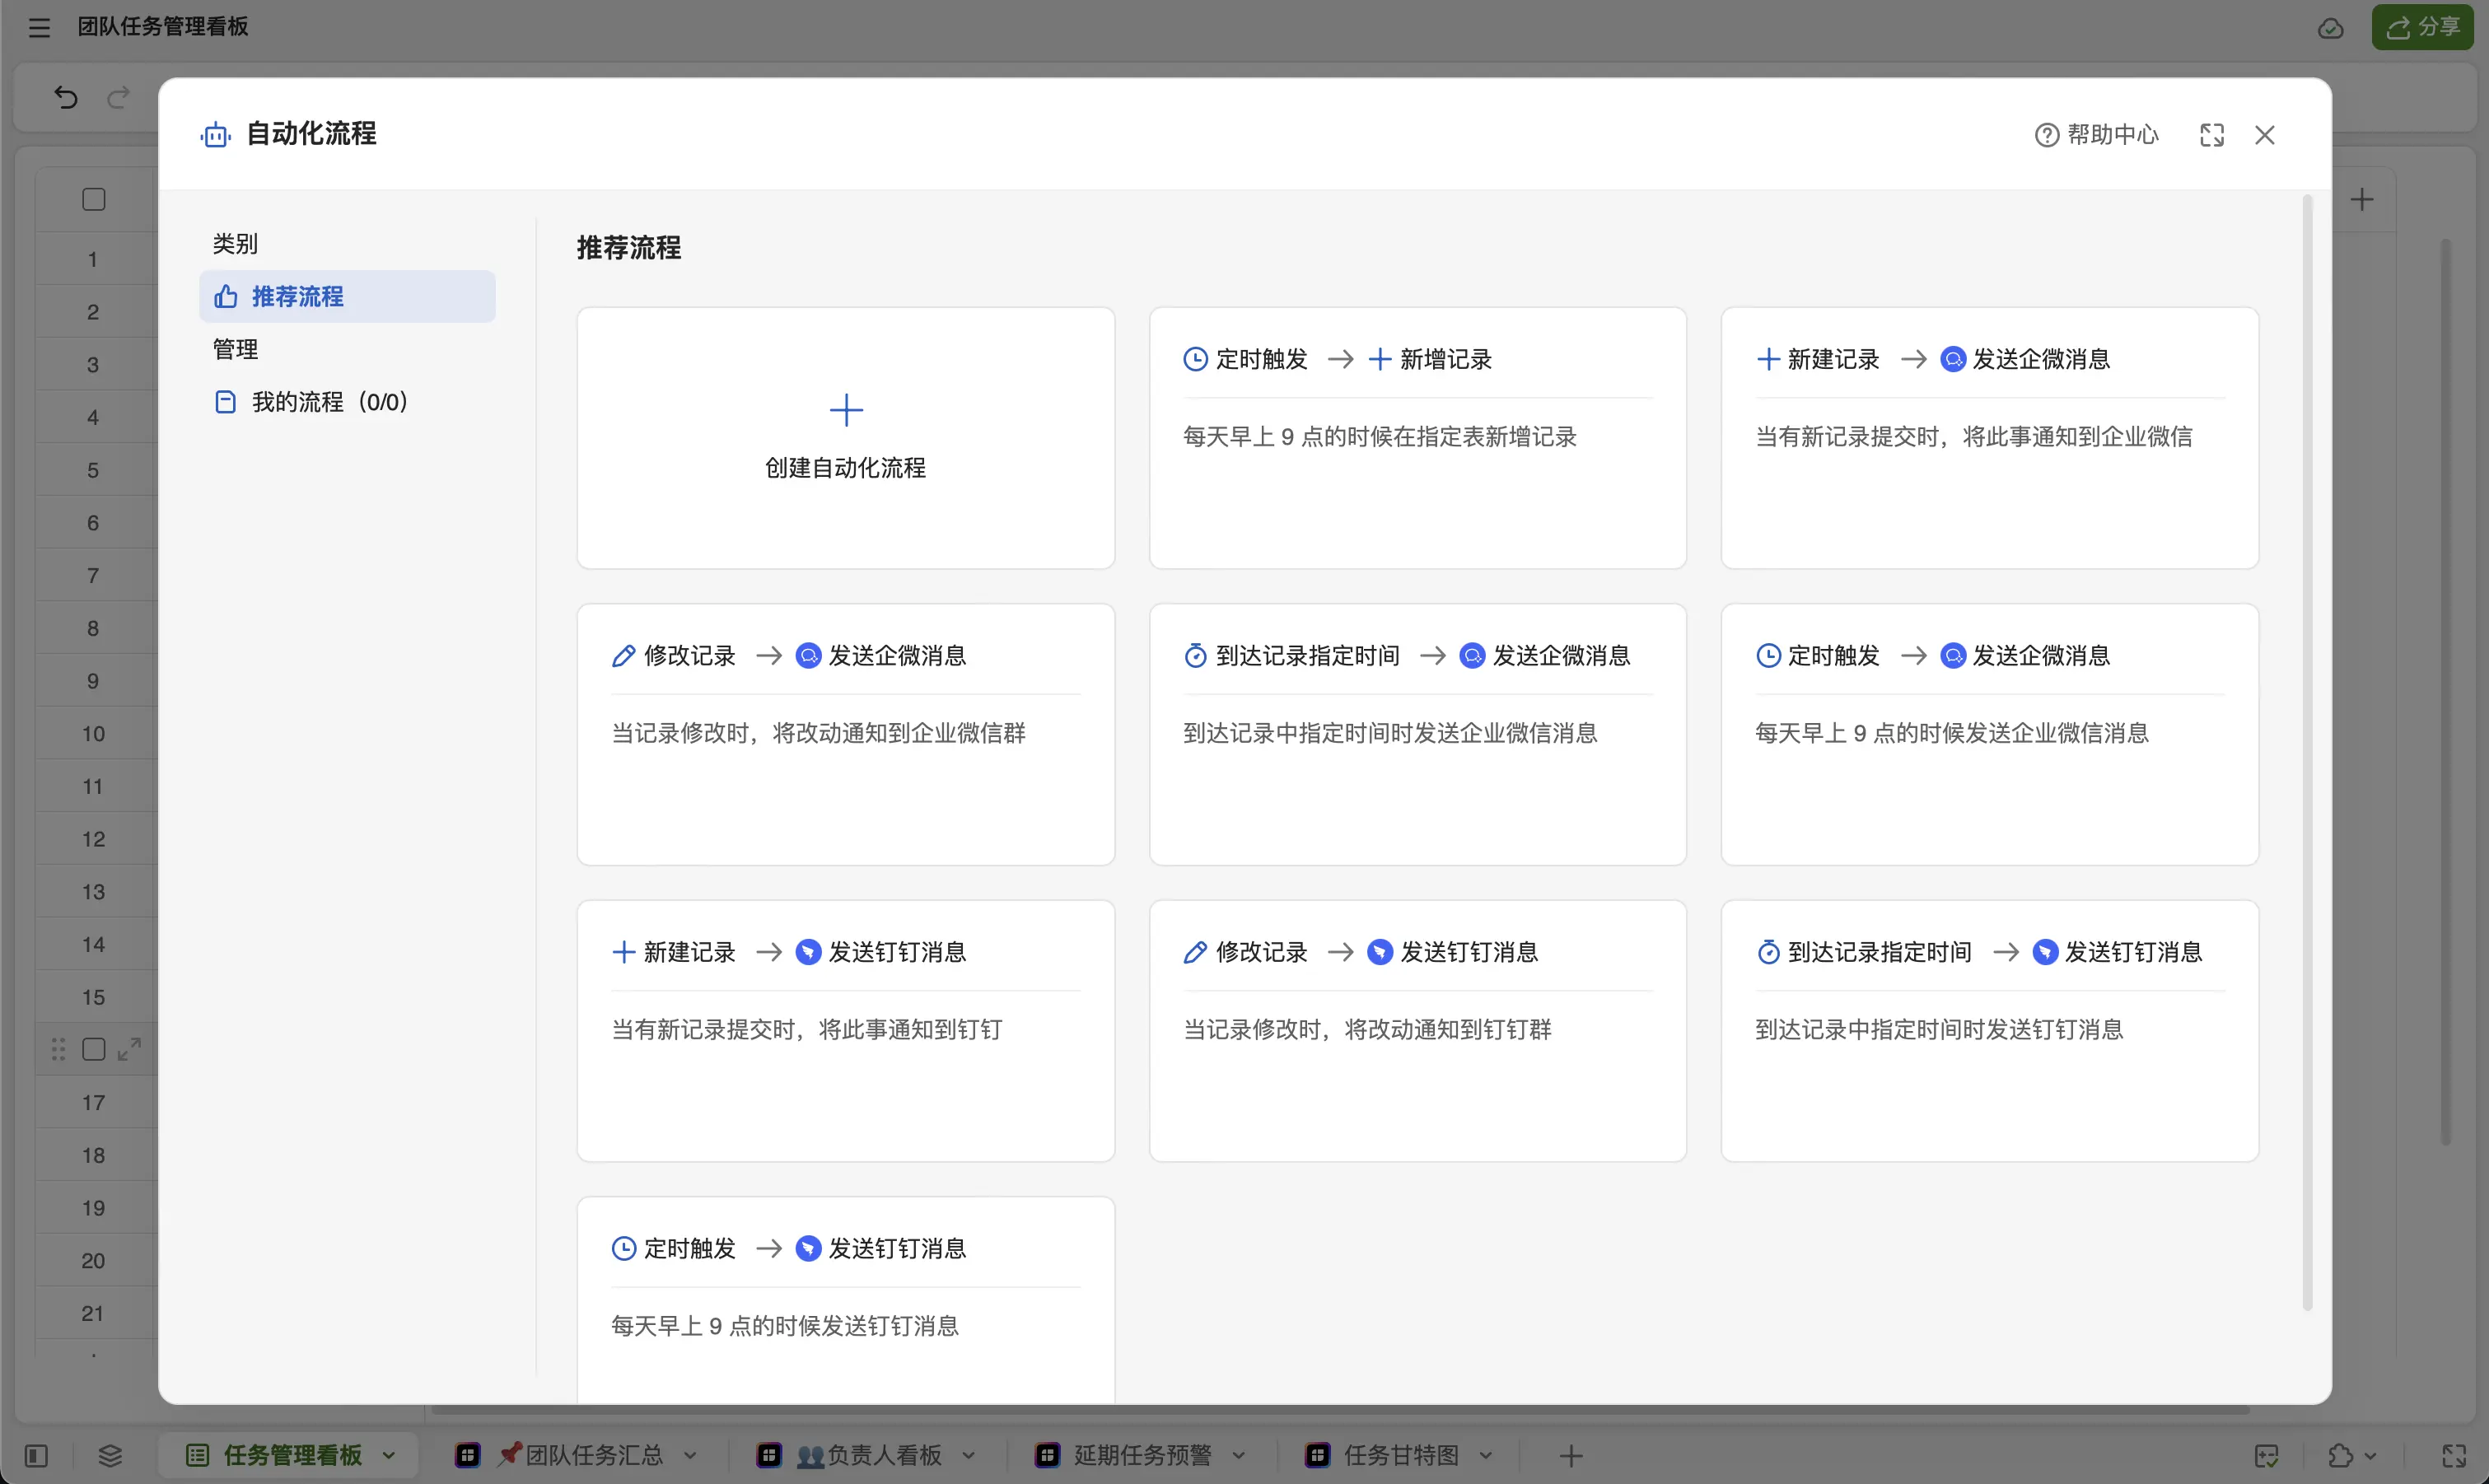 团队任务管理看板
分享
自动化流程
帮助中心
类别
推荐流程
管理
我的流程（0/0）
推荐流程
创建自动化流程
定时触发 → 新增记录
每天早上 9 点的时候在指定表新增记录
新建记录 → 发送企微消息
当有新记录提交时，将此事通知到企业微信
修改记录 → 发送企微消息
当记录修改时，将改动通知到企业微信群
到达记录指定时间 → 发送企微消息
到达记录中指定时间时发送企业微信消息
定时触发 → 发送企微消息
每天早上 9 点的时候发送企业微信消息
新建记录 → 发送钉钉消息
当有新记录提交时，将此事通知到钉钉
修改记录 → 发送钉钉消息
当记录修改时，将改动通知到钉钉群
到达记录指定时间 → 发送钉钉消息
到达记录中指定时间时发送钉钉消息
定时触发 → 发送钉钉消息
每天早上 9 点的时候发送钉钉消息
1
2
3
4
5
6
7
8
9
10
11
12
13
14
15
17
18
19
20
21
任务管理看板
📌团队任务汇总
👥负责人看板
延期任务预警
任务甘特图